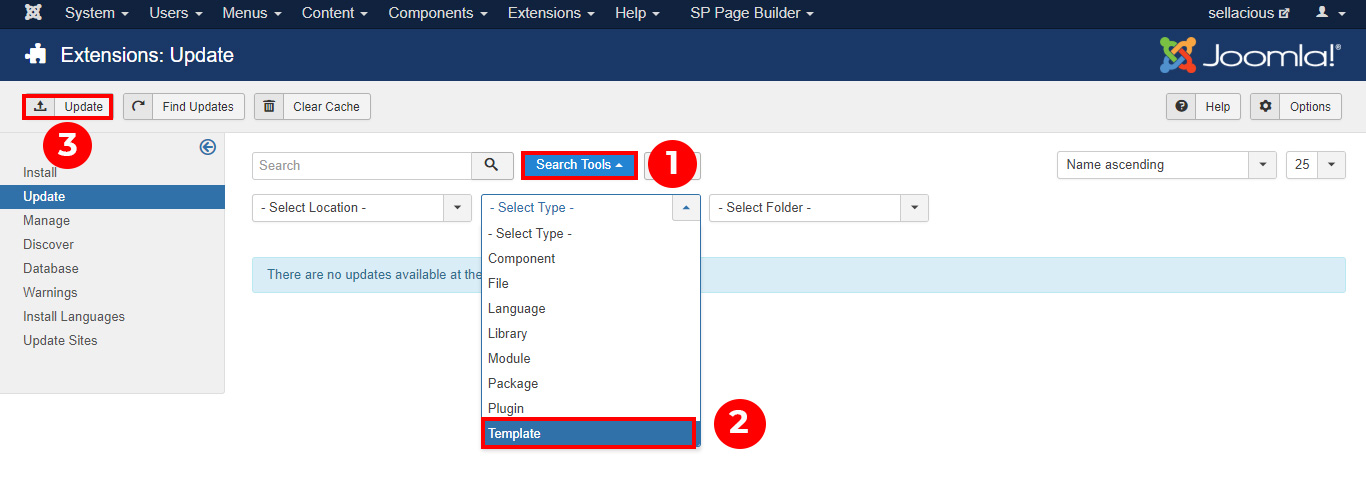 System Users Menus Content Components Extensions Help SP Page Builder sellacious
Extensions: Update Joomla!®
Update Find Updates Clear Cache Help Options
3
Install
Update
Manage
Discover
Database
Warnings
Install Languages
Update Sites
Search Search Tools 1 Name ascending 25
- Select Location - - Select Type - - Select Folder -
- Select Type -
Component
File
Language
Library
Module
Package
Plugin
Template
2
There are no updates available at the